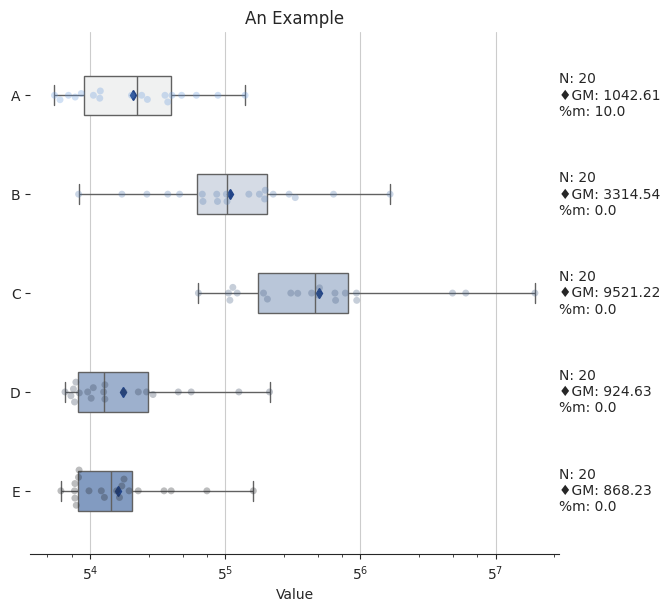 An Example
A
N: 20
♦GM: 1042.61
%m: 10.0
B
N: 20
♦GM: 3314.54
%m: 0.0
C
N: 20
♦GM: 9521.22
%m: 0.0
D
N: 20
♦GM: 924.63
%m: 0.0
E
N: 20
♦GM: 868.23
%m: 0.0
5⁴ 5⁵ 5⁶ 5⁷
Value